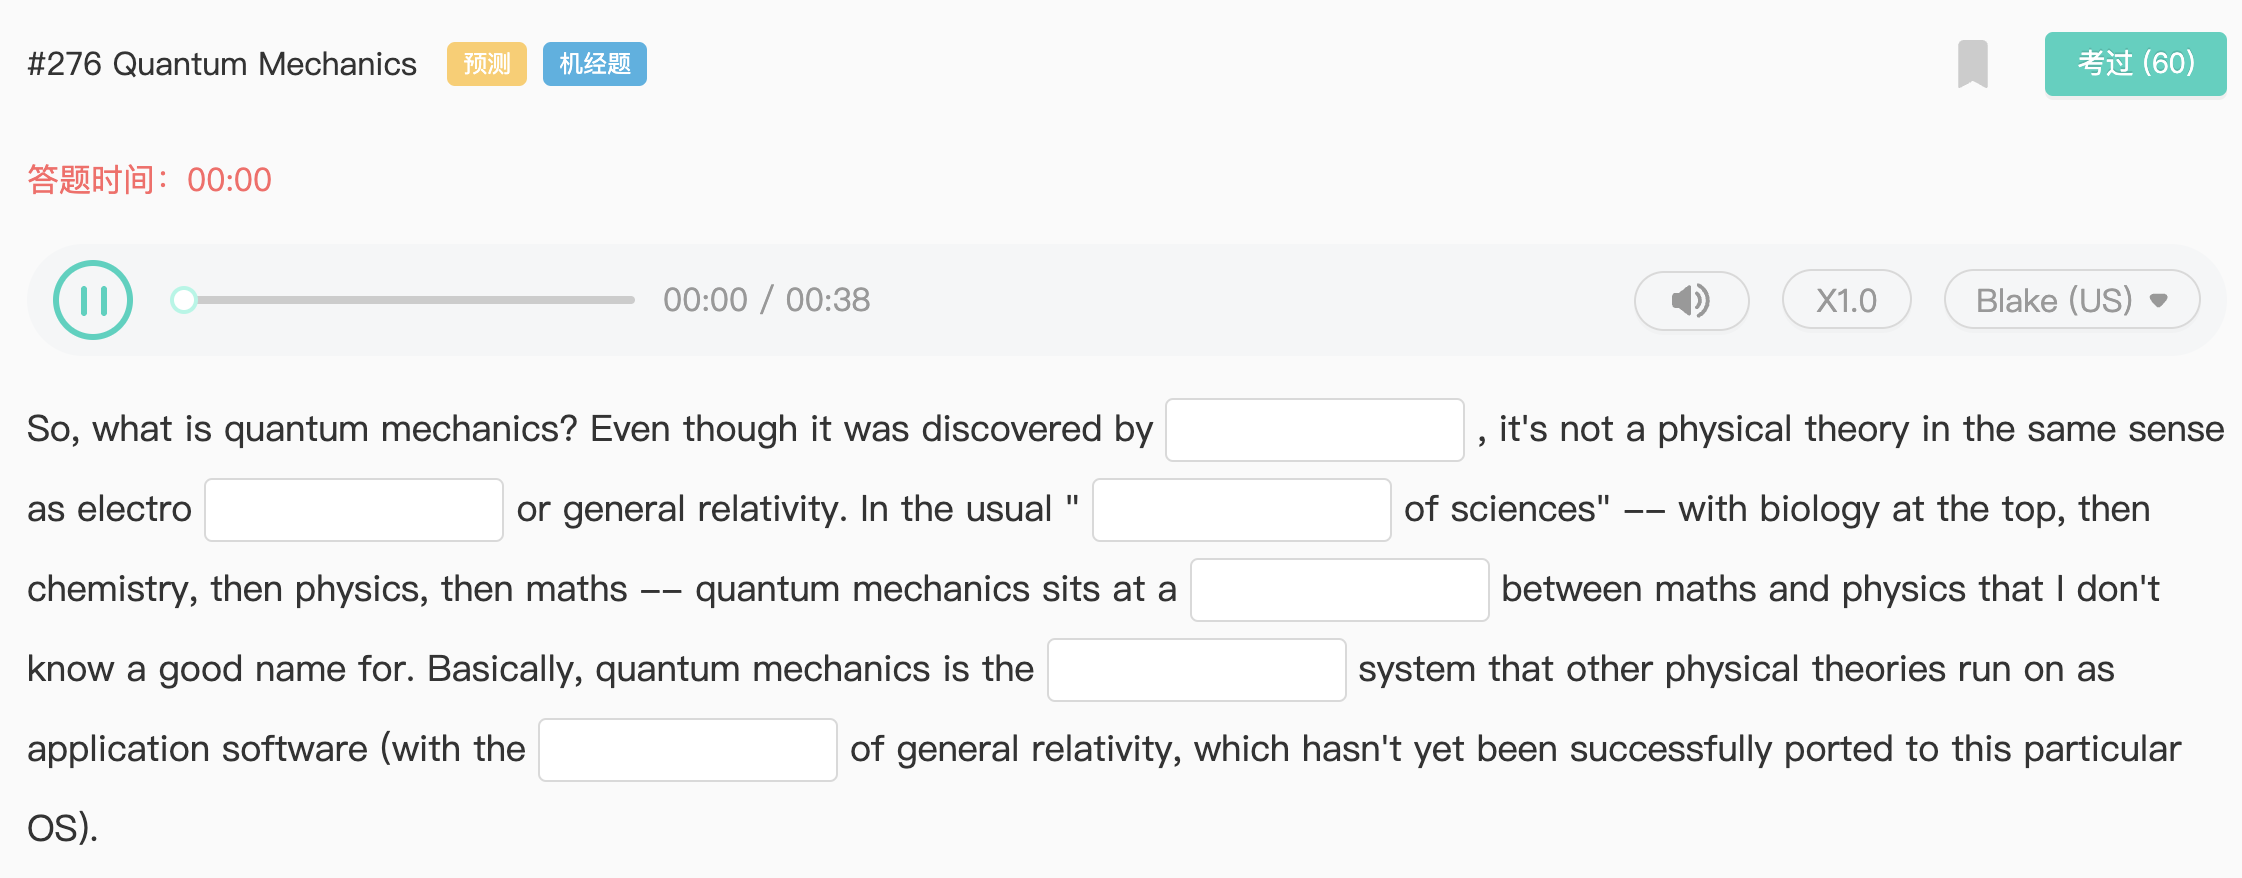 #276 Quantum Mechanics 预测 机经题 考过 (60)
答题时间：00:00
00:00 / 00:38 X1.0 Blake (US)
So, what is quantum mechanics? Even though it was discovered by , it's not a physical theory in the same sense
as electro or general relativity. In the usual " of sciences" -- with biology at the top, then
chemistry, then physics, then maths -- quantum mechanics sits at a between maths and physics that I don't
know a good name for. Basically, quantum mechanics is the system that other physical theories run on as
application software (with the of general relativity, which hasn't yet been successfully ported to this particular
OS).